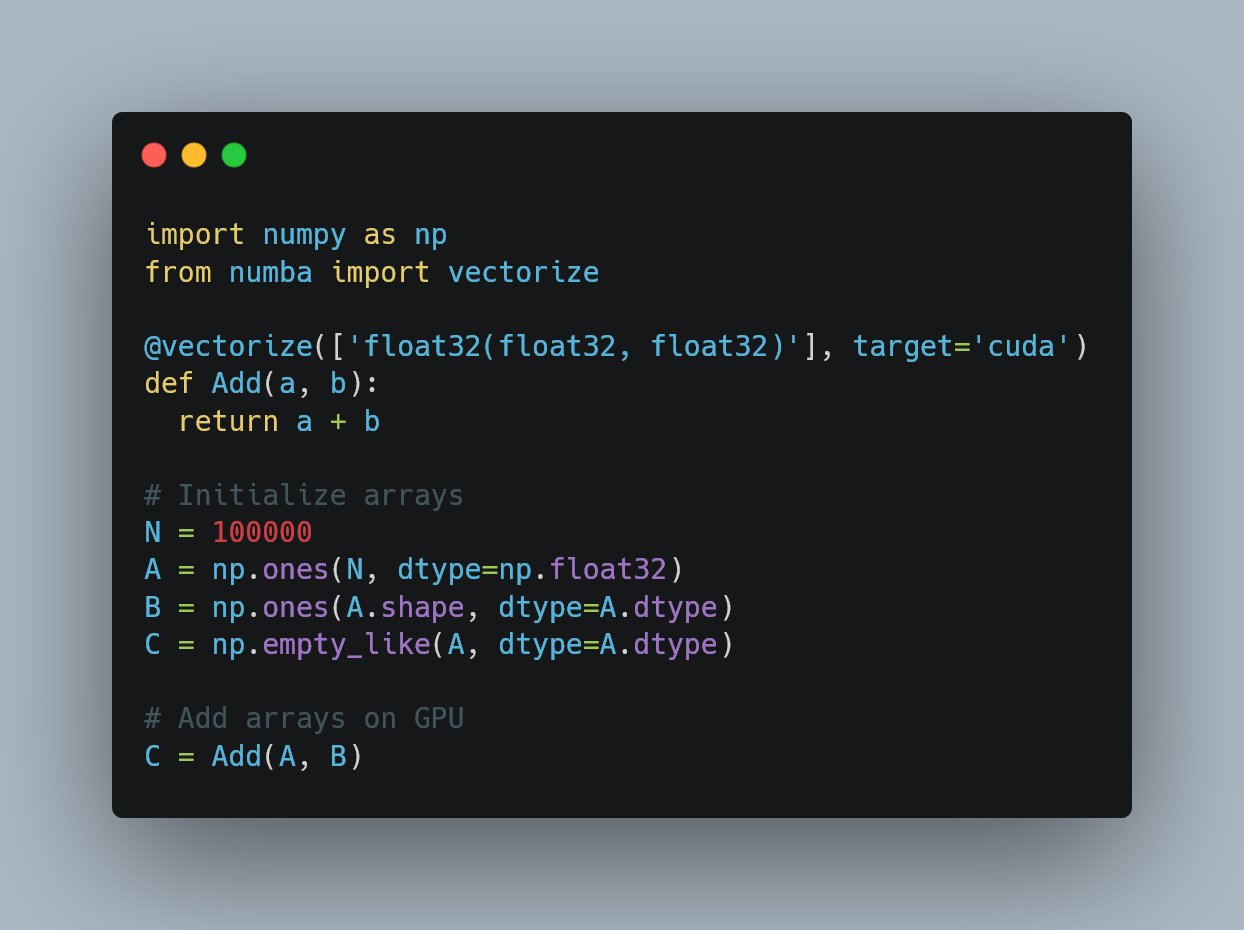 import numpy as np
from numba import vectorize

@vectorize(['float32(float32, float32)'], target='cuda')
def Add(a, b):
  return a + b

# Initialize arrays
N = 100000
A = np.ones(N, dtype=np.float32)
B = np.ones(A.shape, dtype=A.dtype)
C = np.empty_like(A, dtype=A.dtype)

# Add arrays on GPU
C = Add(A, B)